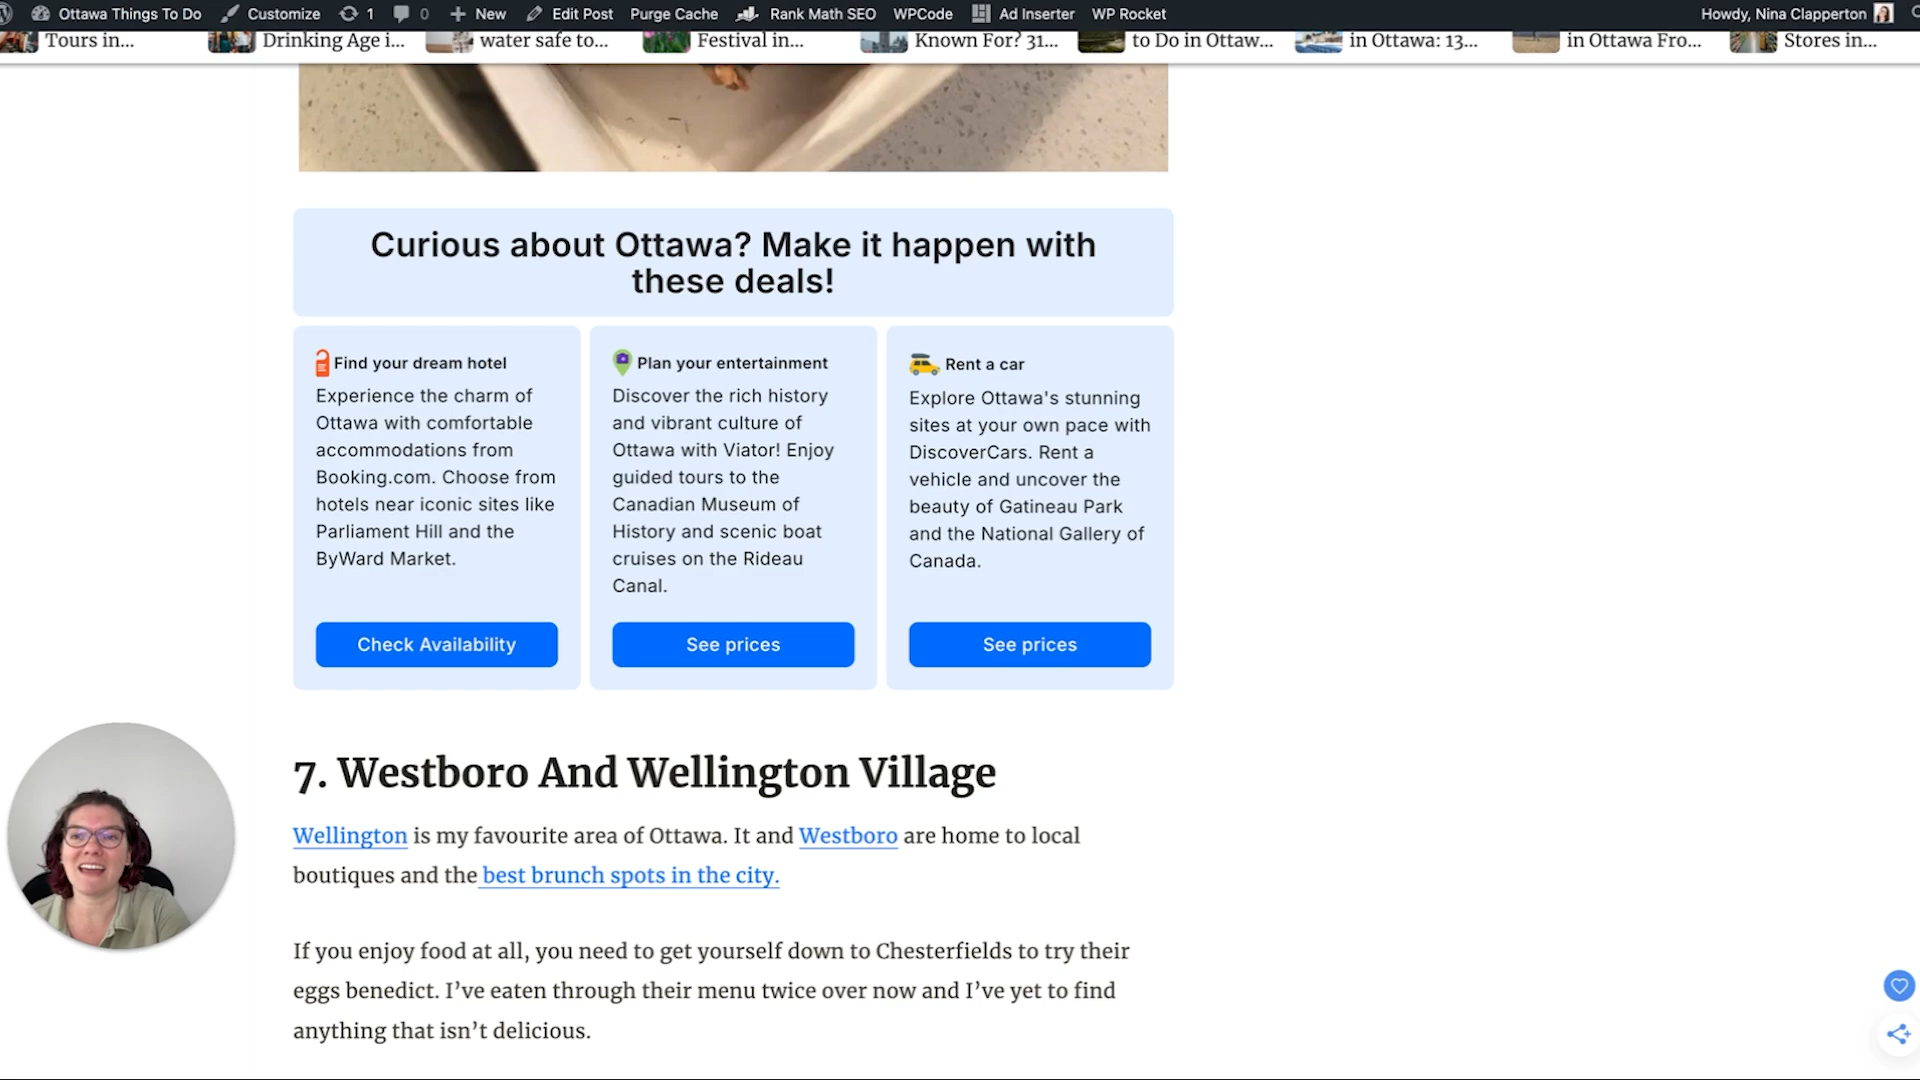 Ottawa Things To Do Customize 1 0 New Edit Post Purge Cache Rank Math SEO WPCode Ad Inserter WP Rocket Howdy, Nina Clapperton
Tours in... Drinking Age i... water safe to... Festival in... Known For? 31... to Do in Ottaw... in Ottawa: 13... in Ottawa Fro... Stores in...
Curious about Ottawa? Make it happen with
these deals!
Find your dream hotel
Experience the charm of
Ottawa with comfortable
accommodations from
Booking.com. Choose from
hotels near iconic sites like
Parliament Hill and the
ByWard Market.
Check Availability
Plan your entertainment
Discover the rich history
and vibrant culture of
Ottawa with Viator! Enjoy
guided tours to the
Canadian Museum of
History and scenic boat
cruises on the Rideau
Canal.
See prices
Rent a car
Explore Ottawa's stunning
sites at your own pace with
DiscoverCars. Rent a
vehicle and uncover the
beauty of Gatineau Park
and the National Gallery of
Canada.
See prices
7. Westboro And Wellington Village
Wellington is my favourite area of Ottawa. It and Westboro are home to local
boutiques and the best brunch spots in the city.
If you enjoy food at all, you need to get yourself down to Chesterfields to try their
eggs benedict. I’ve eaten through their menu twice over now and I’ve yet to find
anything that isn’t delicious.